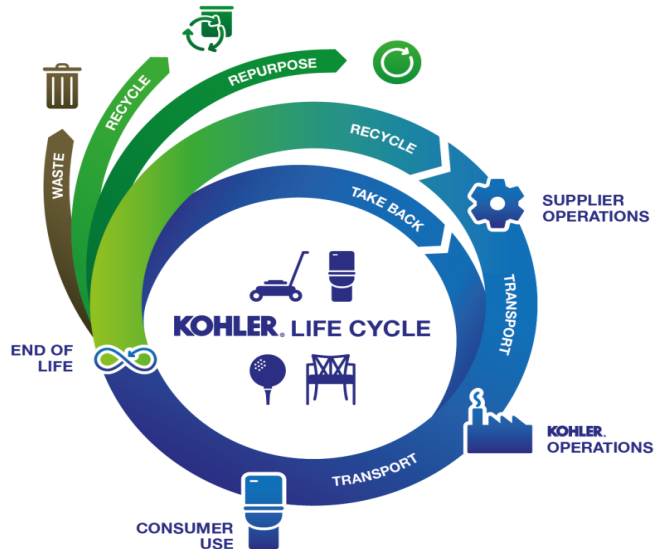 WASTE
RECYCLE
REPURPOSE
RECYCLE
TAKE BACK
SUPPLIER
OPERATIONS
TRANSPORT
KOHLER. LIFE CYCLE
END OF
LIFE
KOHLER.
OPERATIONS
TRANSPORT
CONSUMER
USE